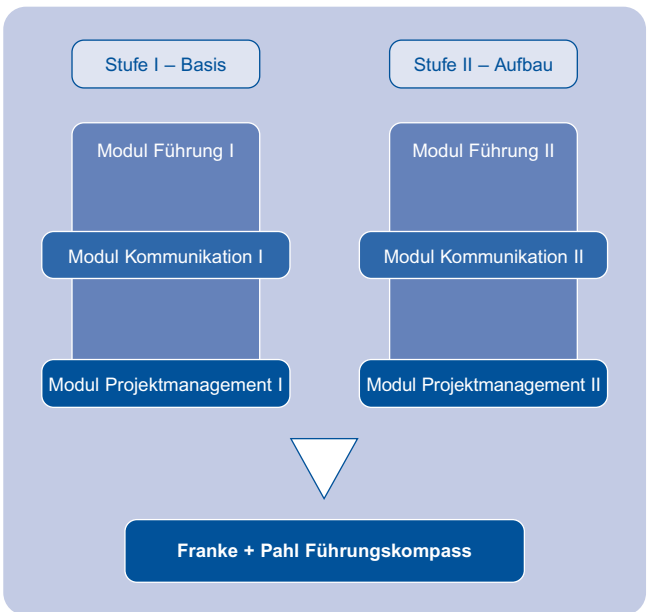 Stufe I – Basis
Stufe II – Aufbau
Modul Führung I
Modul Führung II
Modul Kommunikation I
Modul Kommunikation II
Modul Projektmanagement I
Modul Projektmanagement II
Franke + Pahl Führungskompass